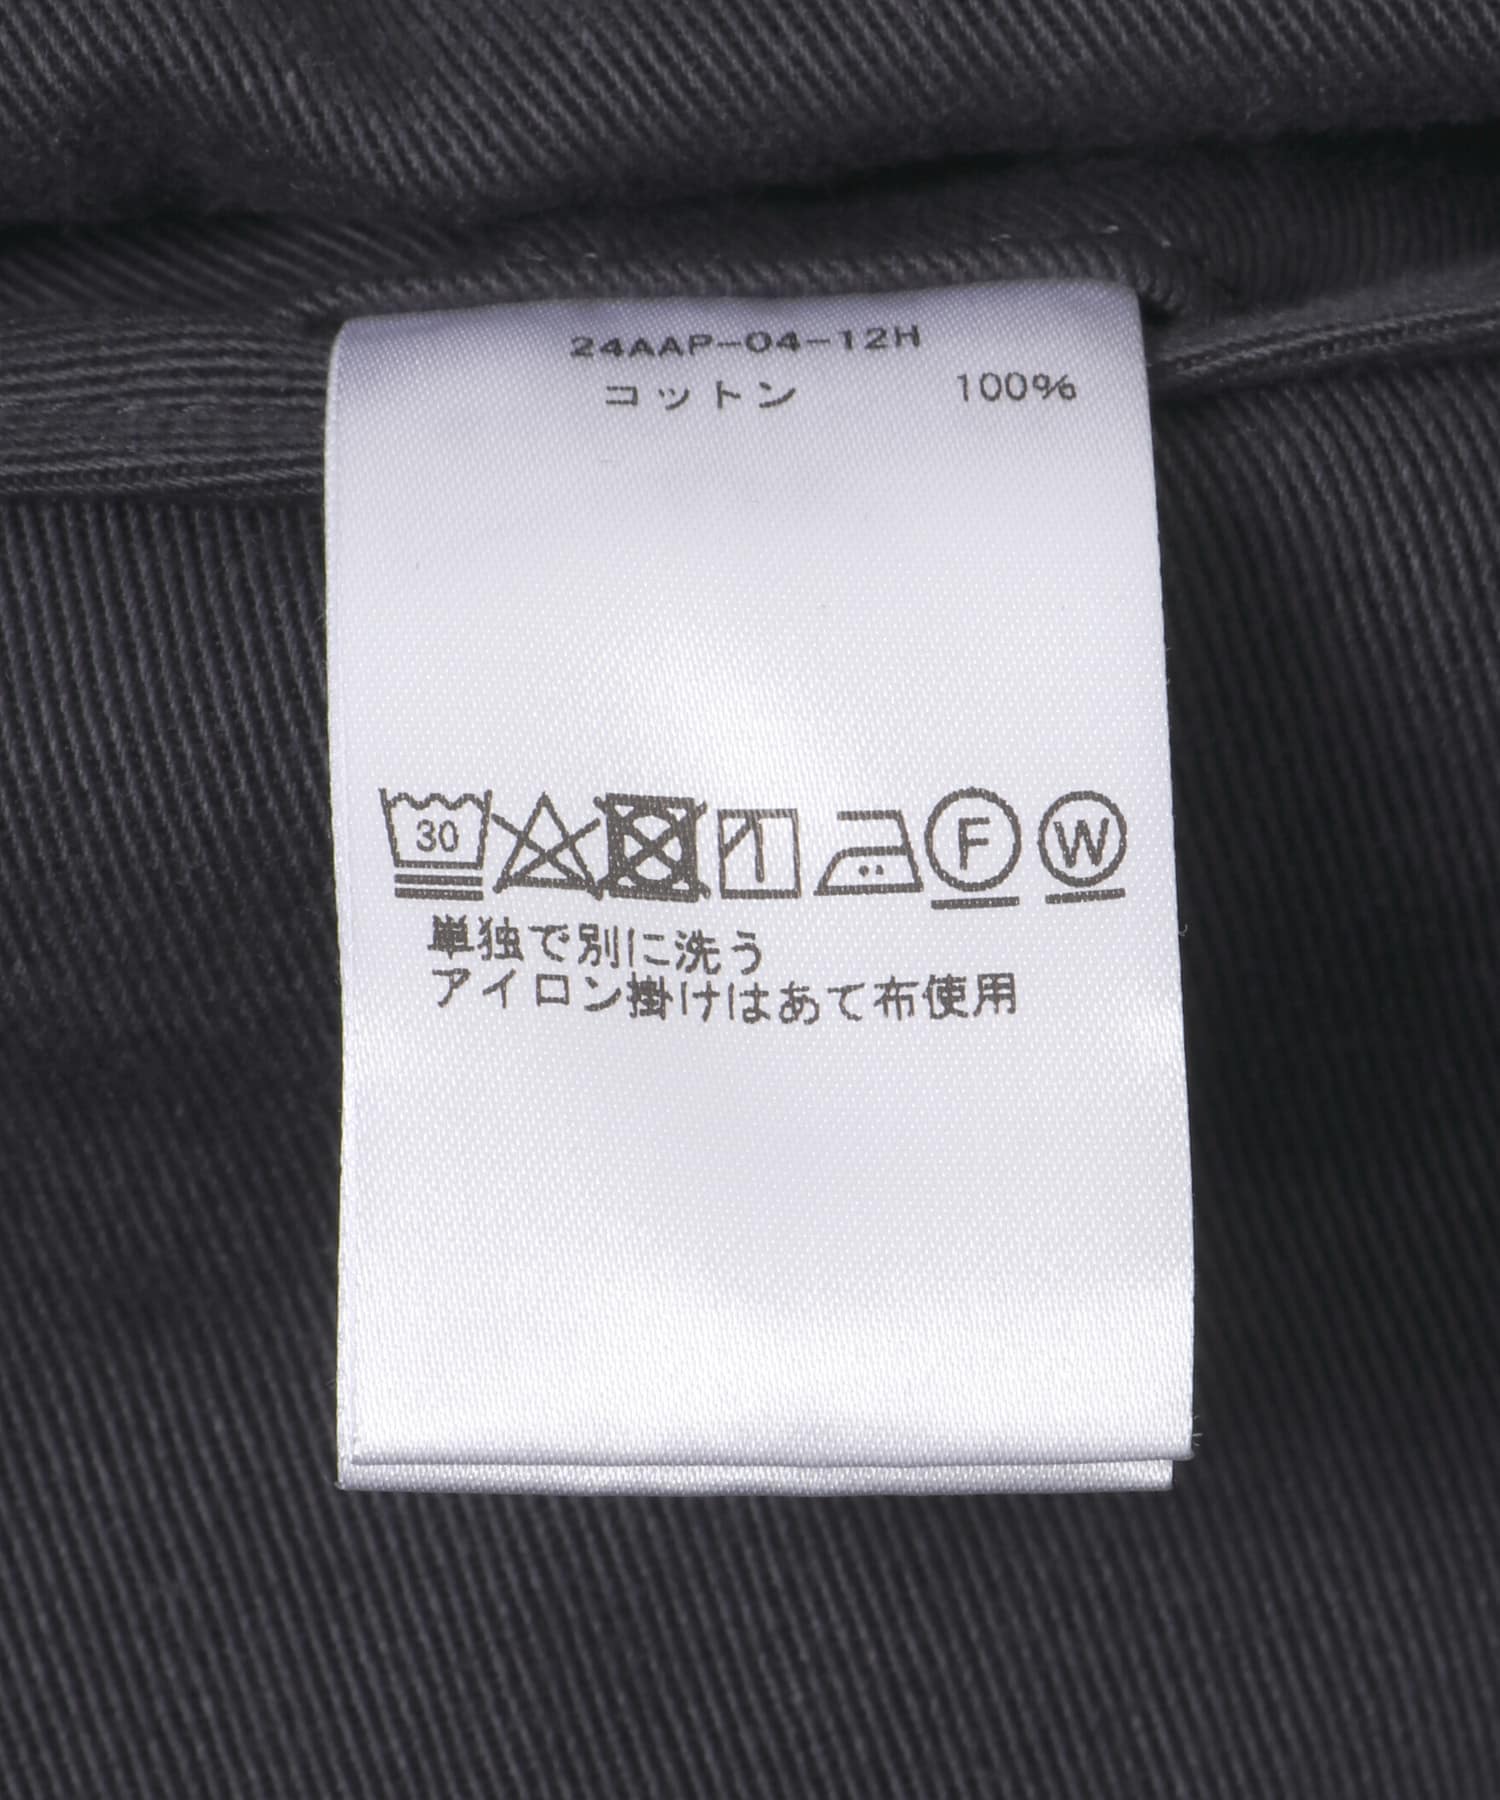 24AAP-04-12H
コットン 100%
30 F W
単独で別に洗う
アイロン掛けはあて布使用